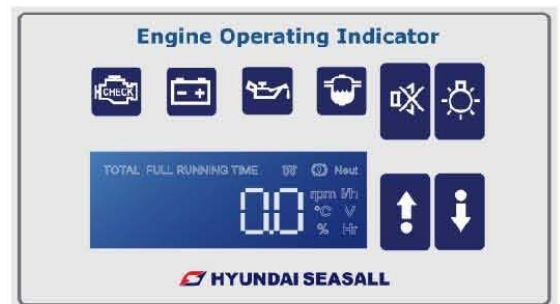 Engine Operating Indicator
CHECK
- +
TOTAL FULL RUNNING TIME Neut
0.0 rpm l/h
°C V
% Hr
HYUNDAI SEASALL